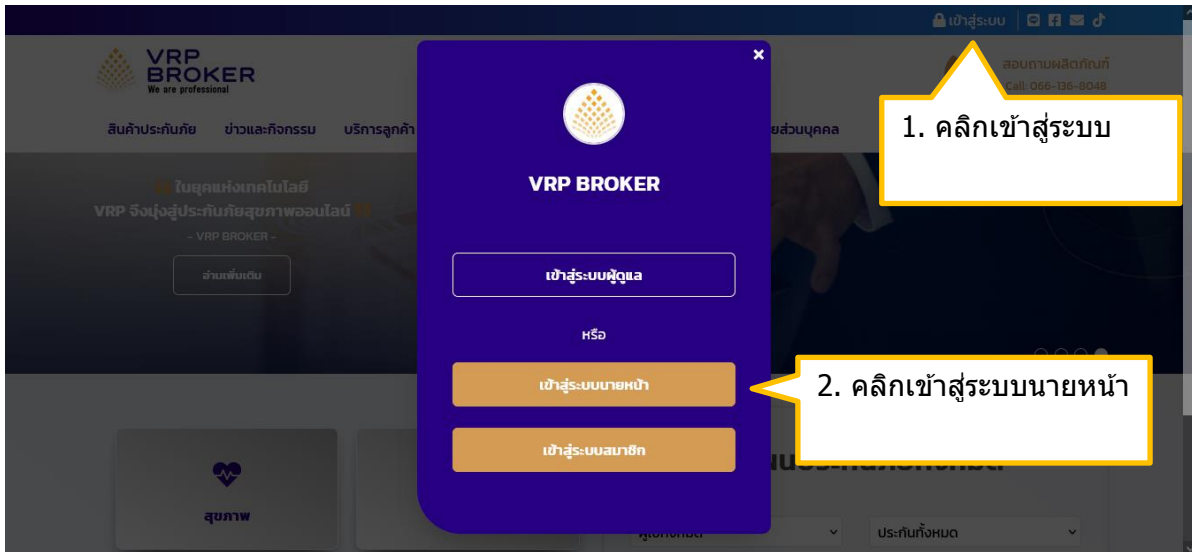 เข้าสู่ระบบ
VRP
BROKER
We are professional
สอบถามผลิตภัณฑ์
Call: 066-136-8048
สินค้าประกันภัย ข่าวและกิจกรรม บริการลูกค้า
ยส่วนบุคคล
1. คลิกเข้าสู่ระบบ
ในยุคแห่งเทคโนโลยี
VRP จึงมุ่งสู่ประกันภัยสุขภาพออนไลน์
- VRP BROKER -
อ่านเพิ่มเติม
×
VRP BROKER
เข้าสู่ระบบผู้ดูแล
หรือ
เข้าสู่ระบบนายหน้า
เข้าสู่ระบบสมาชิก
2. คลิกเข้าสู่ระบบนายหน้า
สุขภาพ
ประกันทั้งหมด